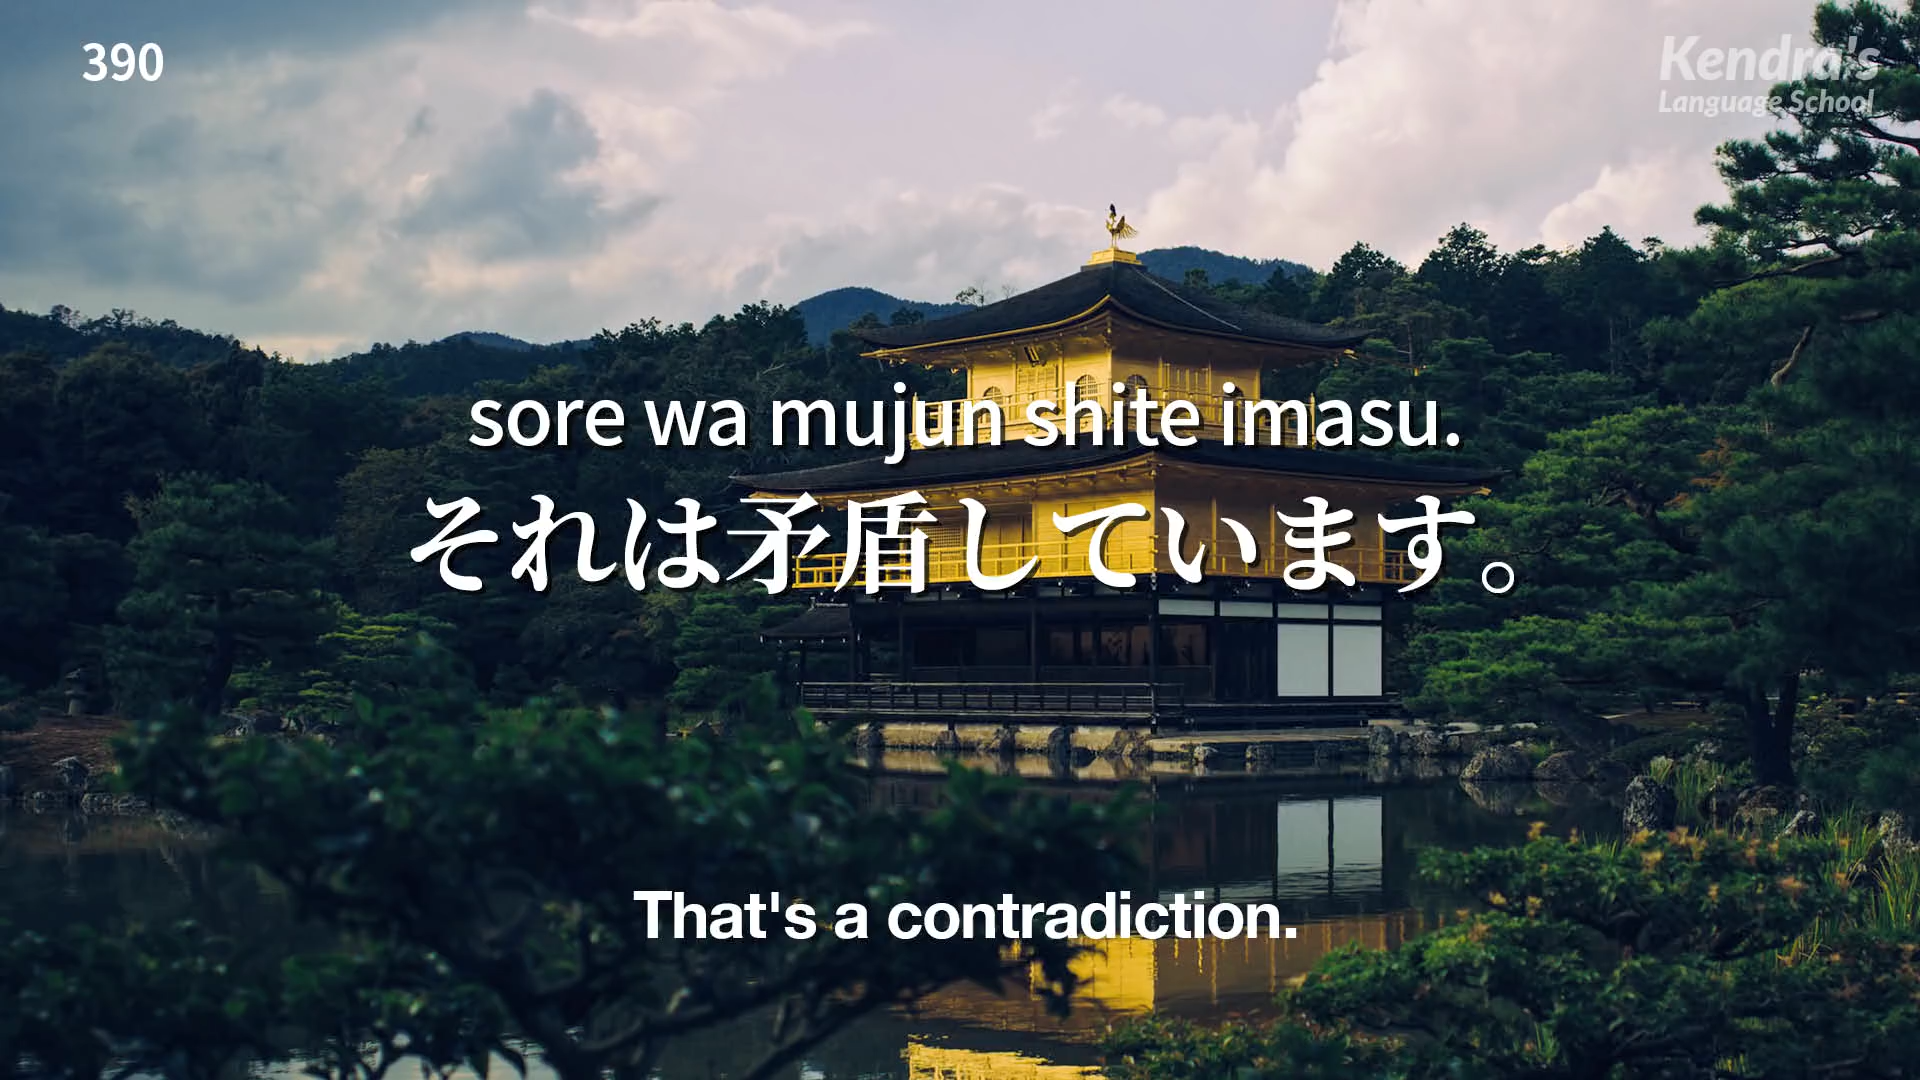 390
Kendra's
Language School
sore wa mujun shite imasu.
それは矛盾しています。
That's a contradiction.